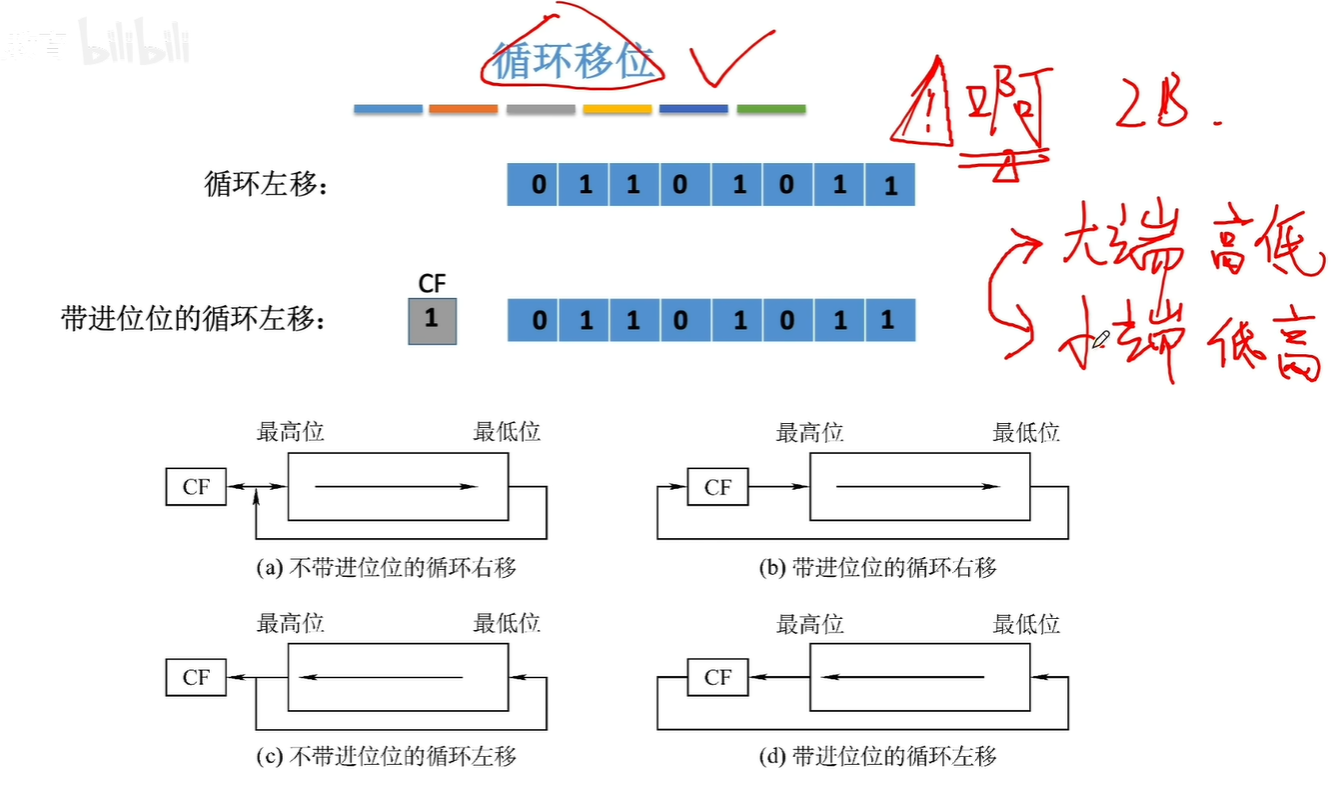 bilibili
循环移位
啊 2B.
循环左移：
0 1 1 0 1 0 1 1
大端 高低
CF
带进位位的循环左移：
1
0 1 1 0 1 0 1 1
小端 低高
最高位 最低位
CF
(a) 不带进位位的循环右移
最高位 最低位
CF
(b) 带进位位的循环右移
最高位 最低位
CF
(c) 不带进位位的循环左移
最高位 最低位
CF
(d) 带进位位的循环左移